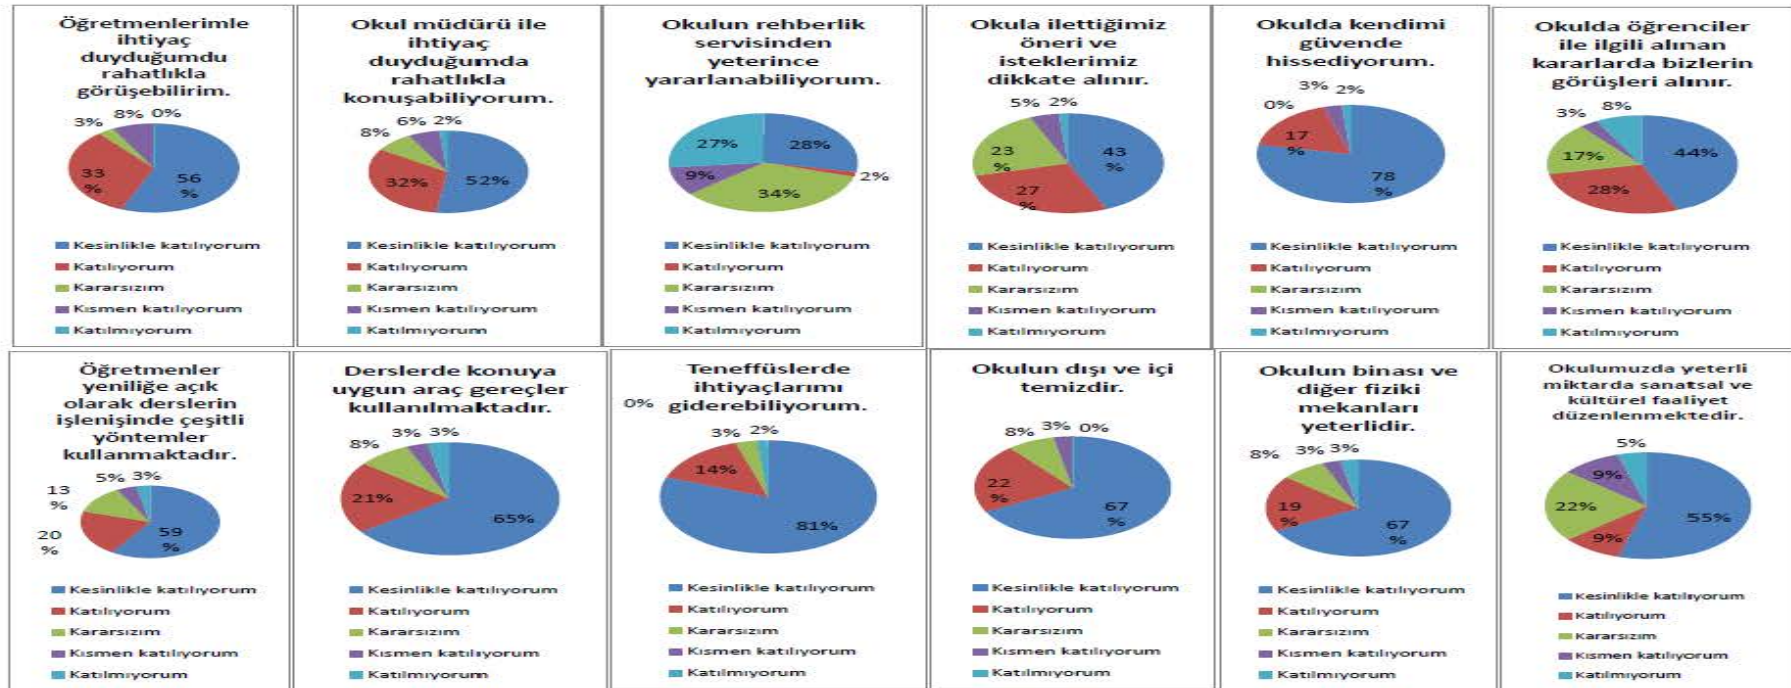 Öğretmenlerimle
ihtiyaç
duyduğumdu
rahatlıkla
görüşebilirim.
3%
8%
0%
33
%
56
%
Kesinlikle katılıyorum
Katılıyorum
Kararsızım
Kısmen katılıyorum
Katılmıyorum
Okul müdürü ile
ihtiyaç
duyduğumda
rahatlıkla
konuşabiliyorum.
8%
6%
2%
32%
52%
Kesinlikle katılıyorum
Katılıyorum
Kararsızım
Kısmen katılıyorum
Katılmıyorum
Okulun rehberlik
servisinden
yeterince
yararlanabiliyorum.
27%
28%
9%
2%
34%
Kesinlikle katılıyorum
Katılıyorum
Kararsızım
Kısmen katılıyorum
Katılmıyorum
Okula ilettiğimiz
öneri ve
isteklerimiz
dikkate alınır.
5%
2%
23
%
43
%
27
%
Kesinlikle katılıyorum
Katılıyorum
Kararsızım
Kısmen katılıyorum
Katılmıyorum
Okulda kendimi
güvende
hissediyorum.
0%
3%
2%
17
%
78
%
Kesinlikle katılıyorum
Katılıyorum
Kararsızım
Kısmen katılıyorum
Katılmıyorum
Okulda öğrenciler
ile ilgili alınan
kararlarda bizlerin
görüşleri alınır.
3%
8%
17%
44%
28%
Kesinlikle katılıyorum
Katılıyorum
Kararsızım
Kısmen katılıyorum
Katılmıyorum
Öğretmenler
yeniliğe açık
olarak derslerin
işlenişinde çeşitli
yöntemler
kullanmaktadır.
13
%
5%
3%
20
%
59
%
Kesinlikle katılıyorum
Katılıyorum
Kararsızım
Kısmen katılıyorum
Katılmıyorum
Derslerde konuya
uygun araç gereçler
kullanılmaktadır.
8%
3%
3%
21%
65%
Kesinlikle katılıyorum
Katılıyorum
Kararsızım
Kısmen katılıyorum
Katılmıyorum
Teneffüslerde
ihtiyaçlarımı
giderebiliyorum.
0%
3%
2%
14%
81%
Kesinlikle katılıyorum
Katılıyorum
Kararsızım
Kısmen katılıyorum
Katılmıyorum
Okulun dışı ve içi
temizdir.
8%
3%
0%
22
%
67
%
Kesinlikle katılıyorum
Katılıyorum
Kararsızım
Kısmen katılıyorum
Katılmıyorum
Okulun binası ve
diğer fiziki
mekanları
yeterlidir.
8%
3%
3%
19
%
67
%
Kesinlikle katılıyorum
Katılıyorum
Kararsızım
Kısmen katılıyorum
Katılmıyorum
Okulumuzda yeterli
miktarda sanatsal ve
kültürel faaliyet
düzenlenmektedir.
5%
9%
22%
55%
9%
Kesinlikle katılıyorum
Katılıyorum
Kararsızım
Kısmen katılıyorum
Katılmıyorum